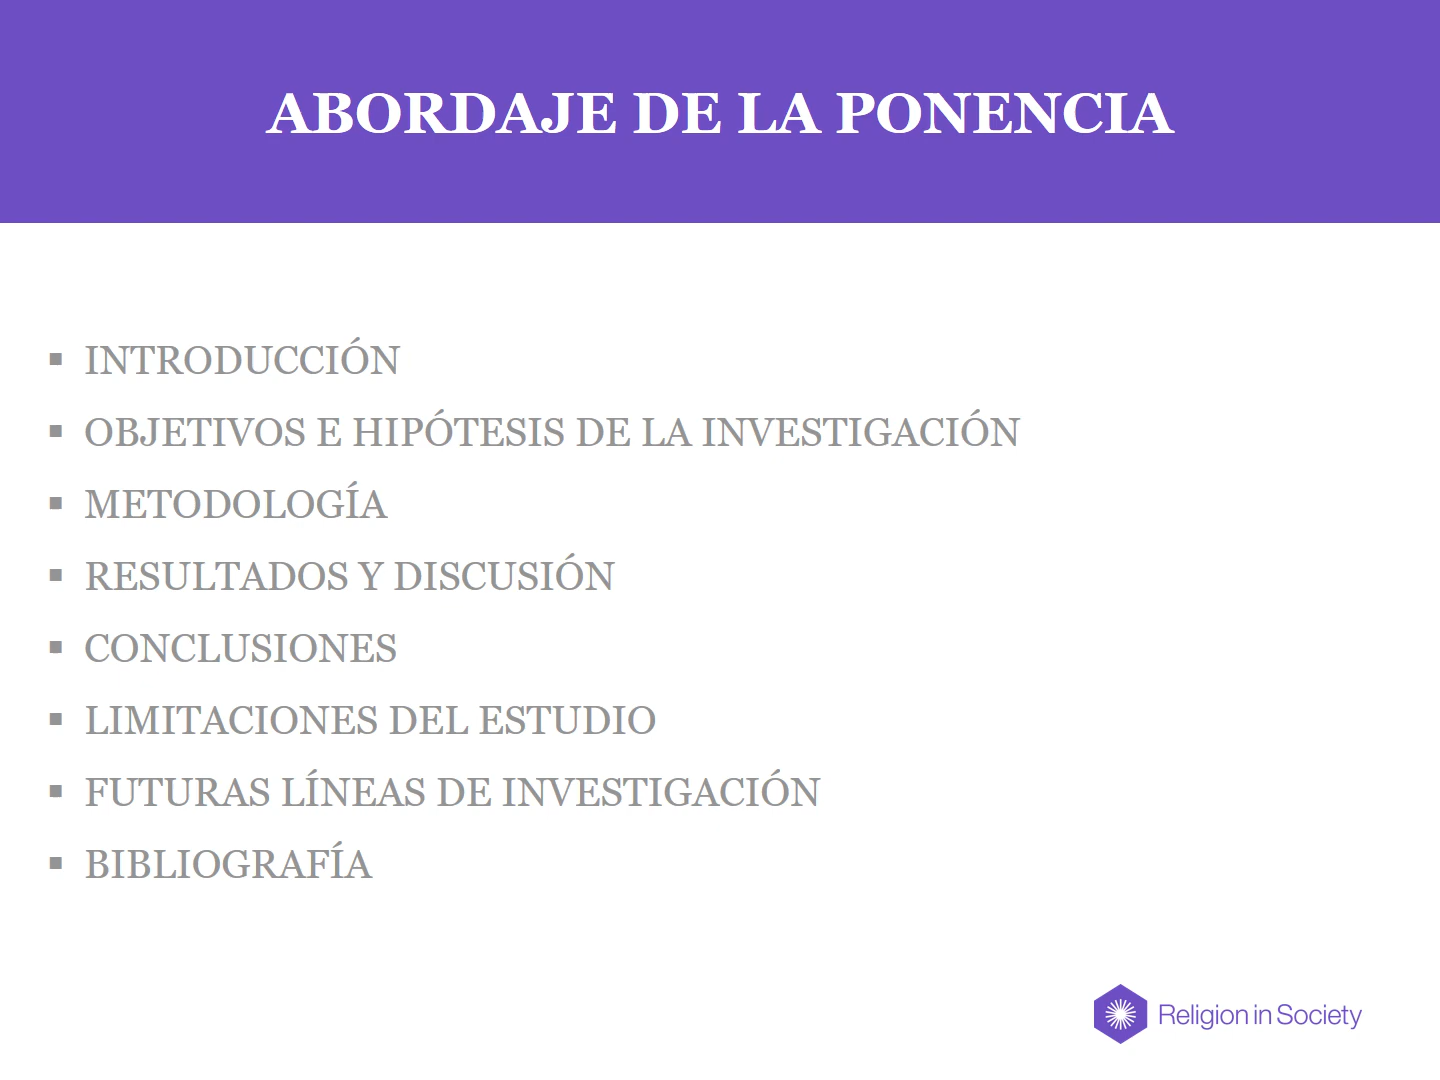 ABORDAJE DE LA PONENCIA
▪ INTRODUCCIÓN
▪ OBJETIVOS E HIPÓTESIS DE LA INVESTIGACIÓN
▪ METODOLOGÍA
▪ RESULTADOS Y DISCUSIÓN
▪ CONCLUSIONES
▪ LIMITACIONES DEL ESTUDIO
▪ FUTURAS LÍNEAS DE INVESTIGACIÓN
▪ BIBLIOGRAFÍA
Religion in Society